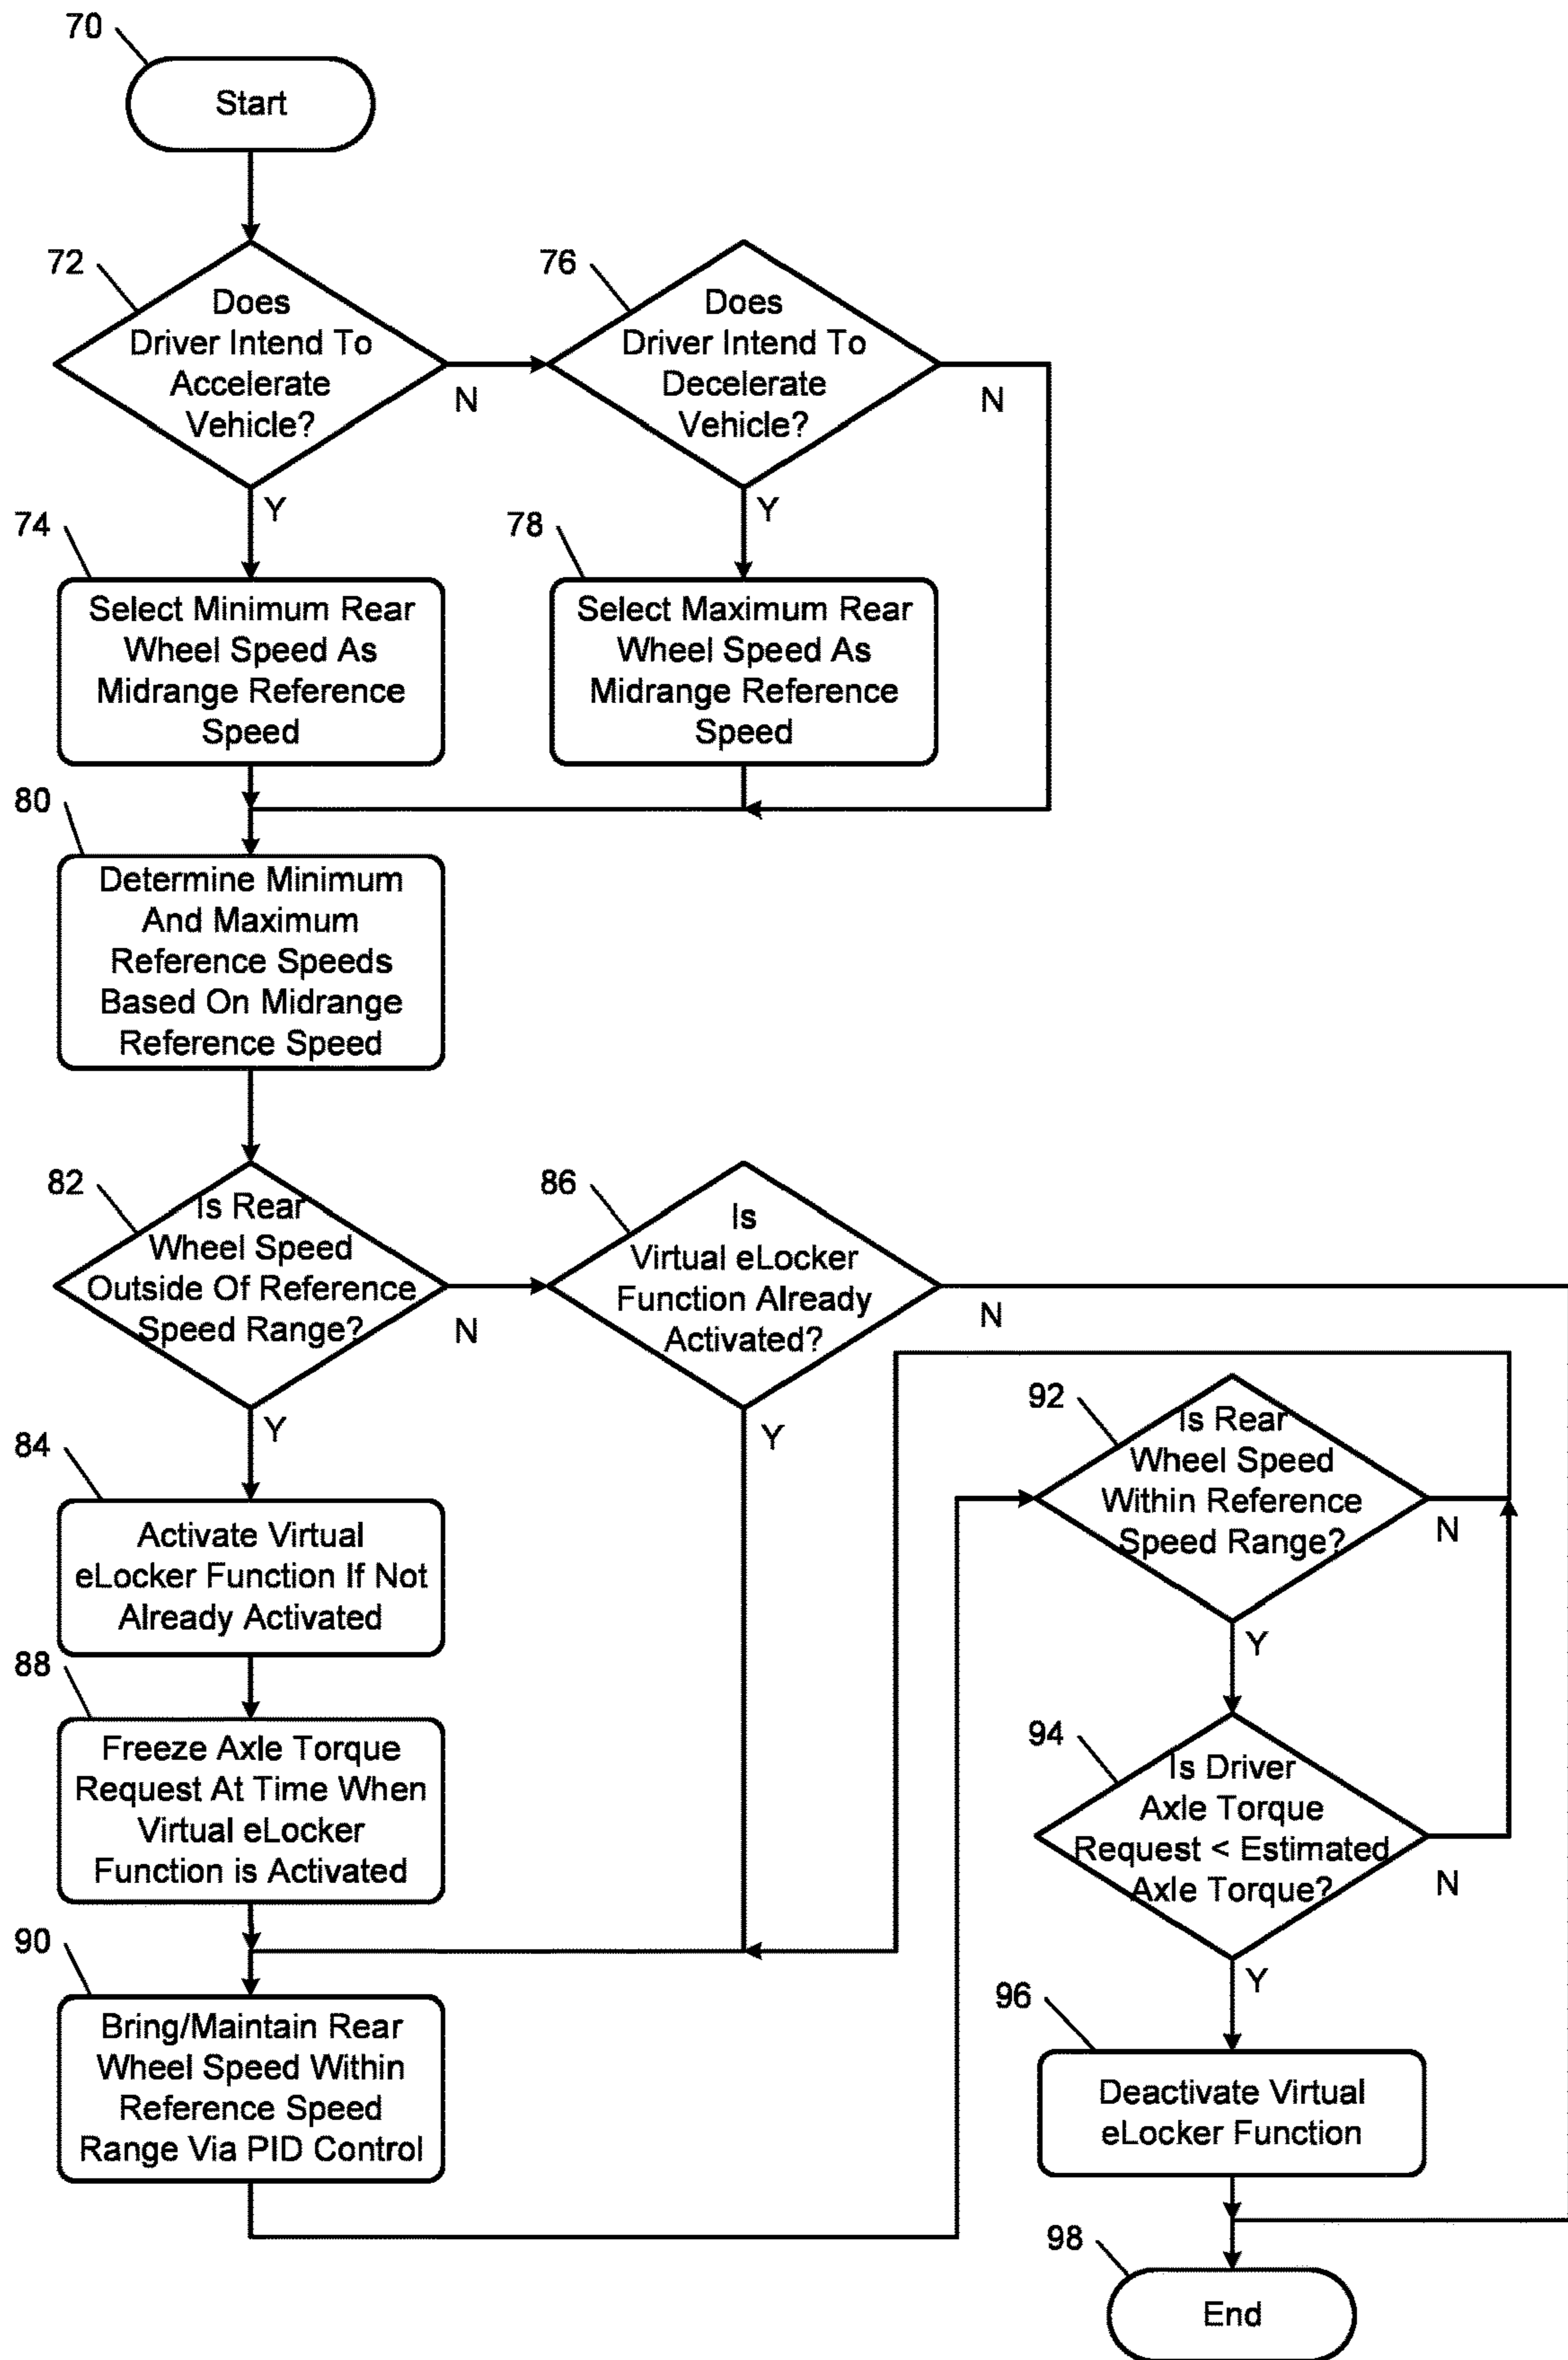 70
Start
72
Does
Driver Intend To
Accelerate
Vehicle?
N
Y
76
Does
Driver Intend To
Decelerate
Vehicle?
N
Y
74
Select Minimum Rear
Wheel Speed As
Midrange Reference
Speed
78
Select Maximum Rear
Wheel Speed As
Midrange Reference
Speed
80
Determine Minimum
And Maximum
Reference Speeds
Based On Midrange
Reference Speed
82
Is Rear
Wheel Speed
Outside Of Reference
Speed Range?
N
Y
86
Is
Virtual eLocker
Function Already
Activated?
N
Y
84
Activate Virtual
eLocker Function If Not
Already Activated
88
Freeze Axle Torque
Request At Time When
Virtual eLocker
Function is Activated
90
Bring/Maintain Rear
Wheel Speed Within
Reference Speed
Range Via PID Control
92
Is Rear
Wheel Speed
Within Reference
Speed Range?
N
Y
94
Is Driver
Axle Torque
Request < Estimated
Axle Torque?
N
Y
96
Deactivate Virtual
eLocker Function
98
End